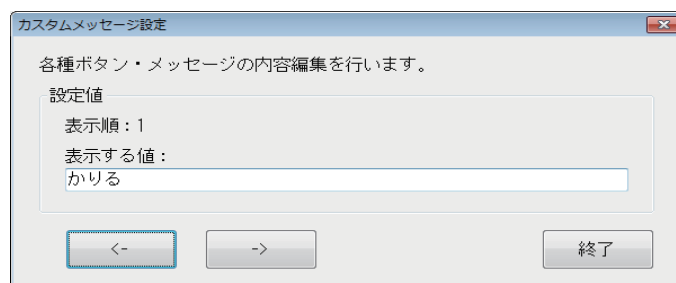 カスタムメッセージ設定
各種ボタン・メッセージの内容編集を行います。
設定値
表示順：1
表示する値：
かりる
<- -> 終了